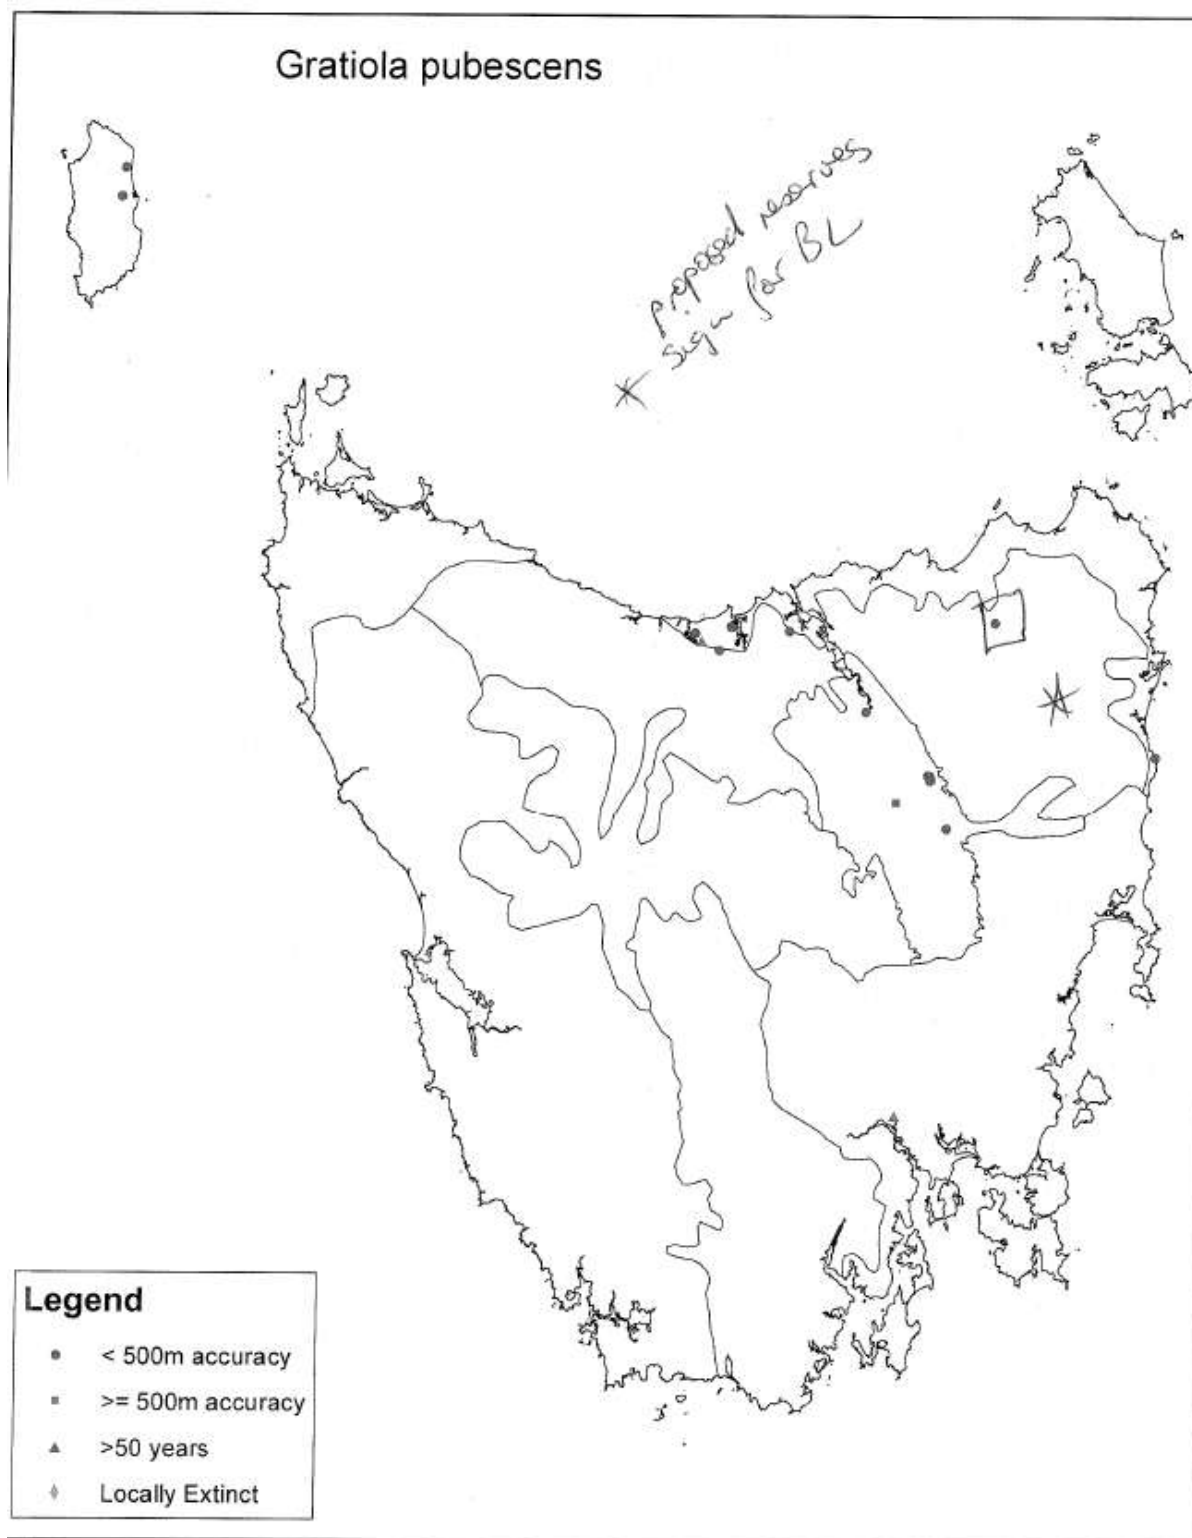 Gratiola pubescens
proposed reserves
sign for BL
Legend
< 500m accuracy
>= 500m accuracy
>50 years
Locally Extinct